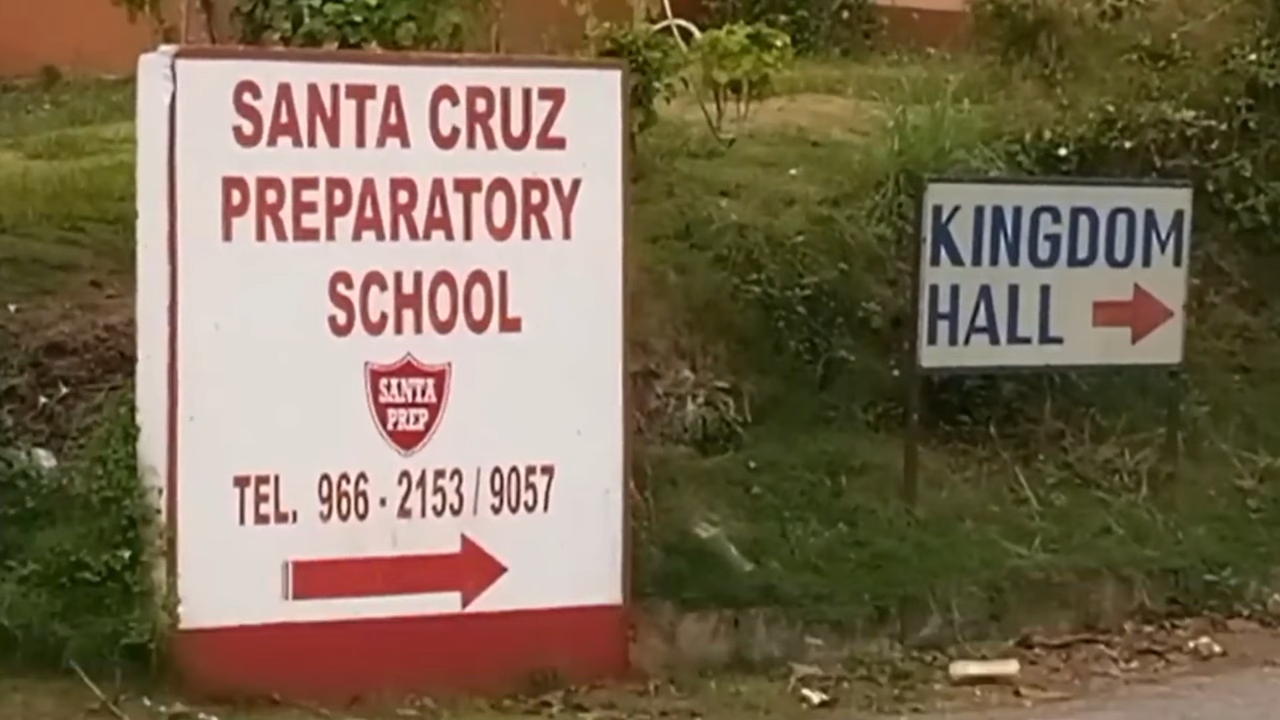 SANTA CRUZ
PREPARATORY
SCHOOL
SANTA
PREP
TEL. 966 - 2153 / 9057
KINGDOM
HALL